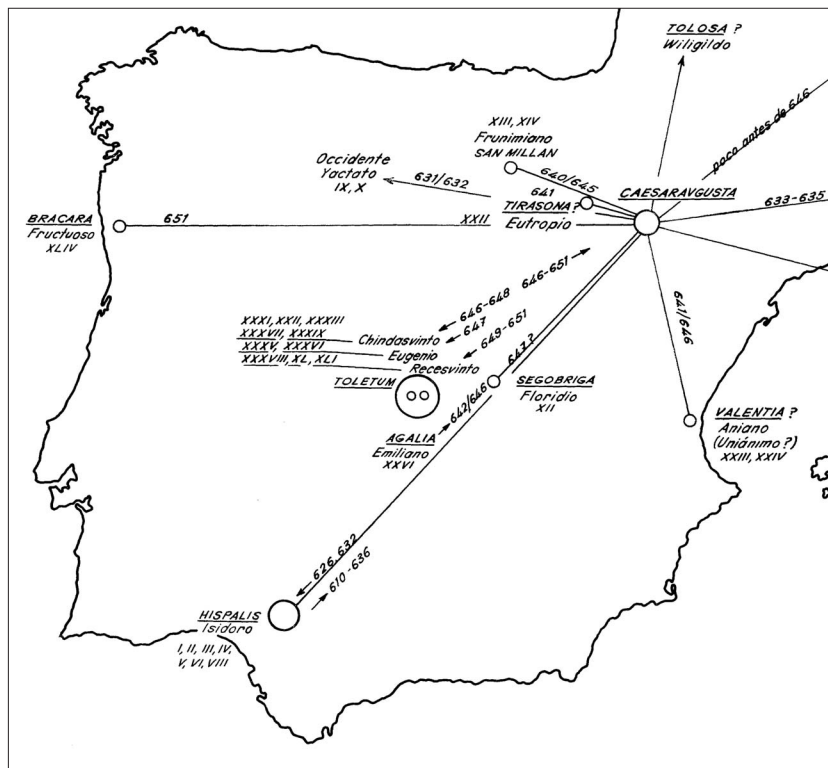 TOLOSA ?
Wiligildo
poco antes de 646
XIII, XIV
Frunimiano
SAN MILLAN
Occidente
Yactato
IX, X
631/632
640/645
641
TIRASONA?
Eutropio
CAESARAVGUSTA
633-635
BRACARA
Fructuoso
XLIV
651
XXII
646-648
646-651
647
649-651
641/646
XXXI, XXII, XXXIII
XXXVII, XXXIX
XXXV, XXXVI
XXXVIII, XL, XLI
Chindasvinto
Eugenio
Recesvinto
TOLETUM
647?
642/646
SEGOBRIGA
Floridio
XII
AGALIA
Emiliano
XXVI
VALENTIA ?
Aniano
(Uniánimo ?)
XXIII, XXIV
626, 632
610-636
HISPALIS
Isidoro
I, II, III, IV,
V, VI, VIII